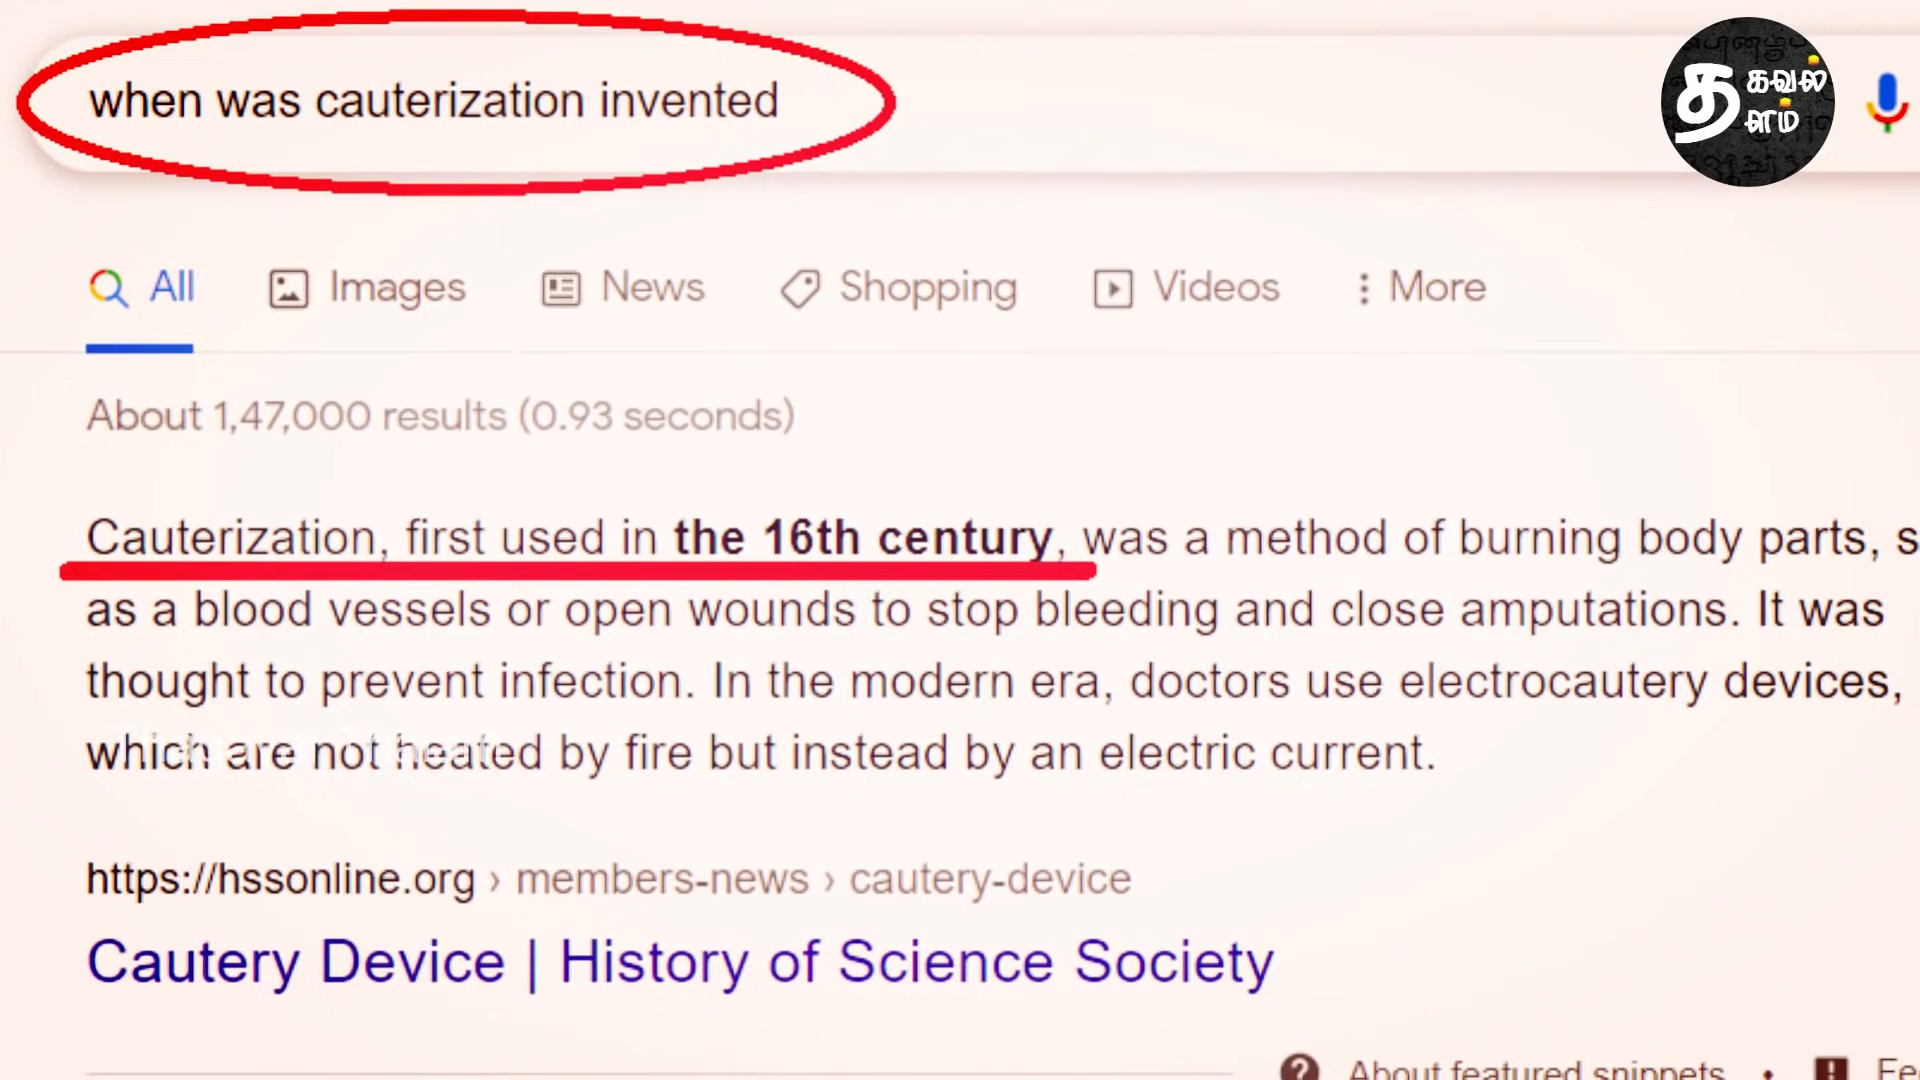 when was cauterization invented
த கவல்
ளம்
All Images News Shopping Videos More
About 1,47,000 results (0.93 seconds)
Cauterization, first used in the 16th century, was a method of burning body parts, s
as a blood vessels or open wounds to stop bleeding and close amputations. It was
thought to prevent infection. In the modern era, doctors use electrocautery devices,
which are not heated by fire but instead by an electric current.
https://hssonline.org › members-news › cautery-device
Cautery Device | History of Science Society
About featured snippets •